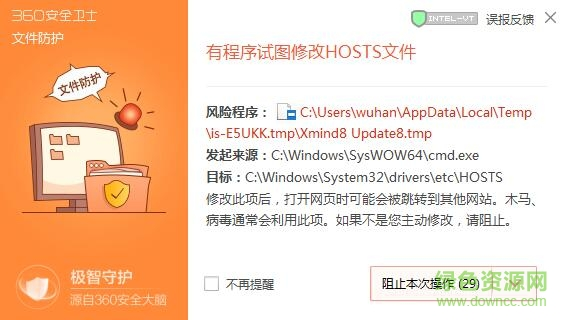 360安全卫士
文件防护
文件防护
极智守护
源自360安全大脑
INTEL-VT 误报反馈
有程序试图修改HOSTS文件
风险程序： C:\Users\wuhan\AppData\Local\Temp
\is-E5UKK.tmp\Xmind8 Update8.tmp
发起来源：C:\Windows\SysWOW64\cmd.exe
目标：C:\Windows\System32\drivers\etc\HOSTS
修改此项后，打开网页时可能会被跳转到其他网站。木马、
病毒通常会利用此项。如果不是您主动修改，请阻止。
不再提醒
阻止本次操作 (29)
绿色资源网
www.downcc.com